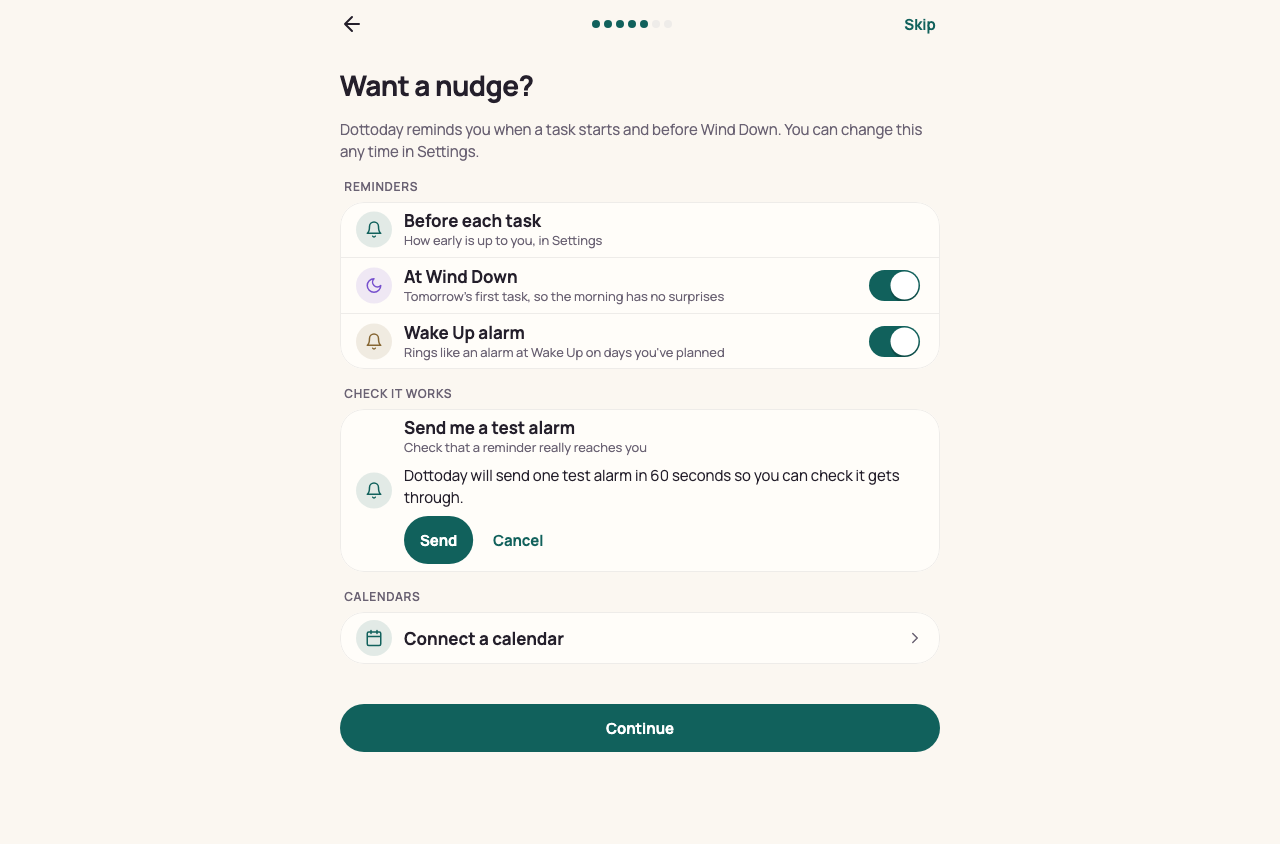 Skip
Want a nudge?
Dottoday reminds you when a task starts and before Wind Down. You can change this
any time in Settings.
REMINDERS
Before each task
How early is up to you, in Settings
At Wind Down
Tomorrow's first task, so the morning has no surprises
Wake Up alarm
Rings like an alarm at Wake Up on days you've planned
CHECK IT WORKS
Send me a test alarm
Check that a reminder really reaches you
Dottoday will send one test alarm in 60 seconds so you can check it gets
through.
Send Cancel
CALENDARS
Connect a calendar
Continue